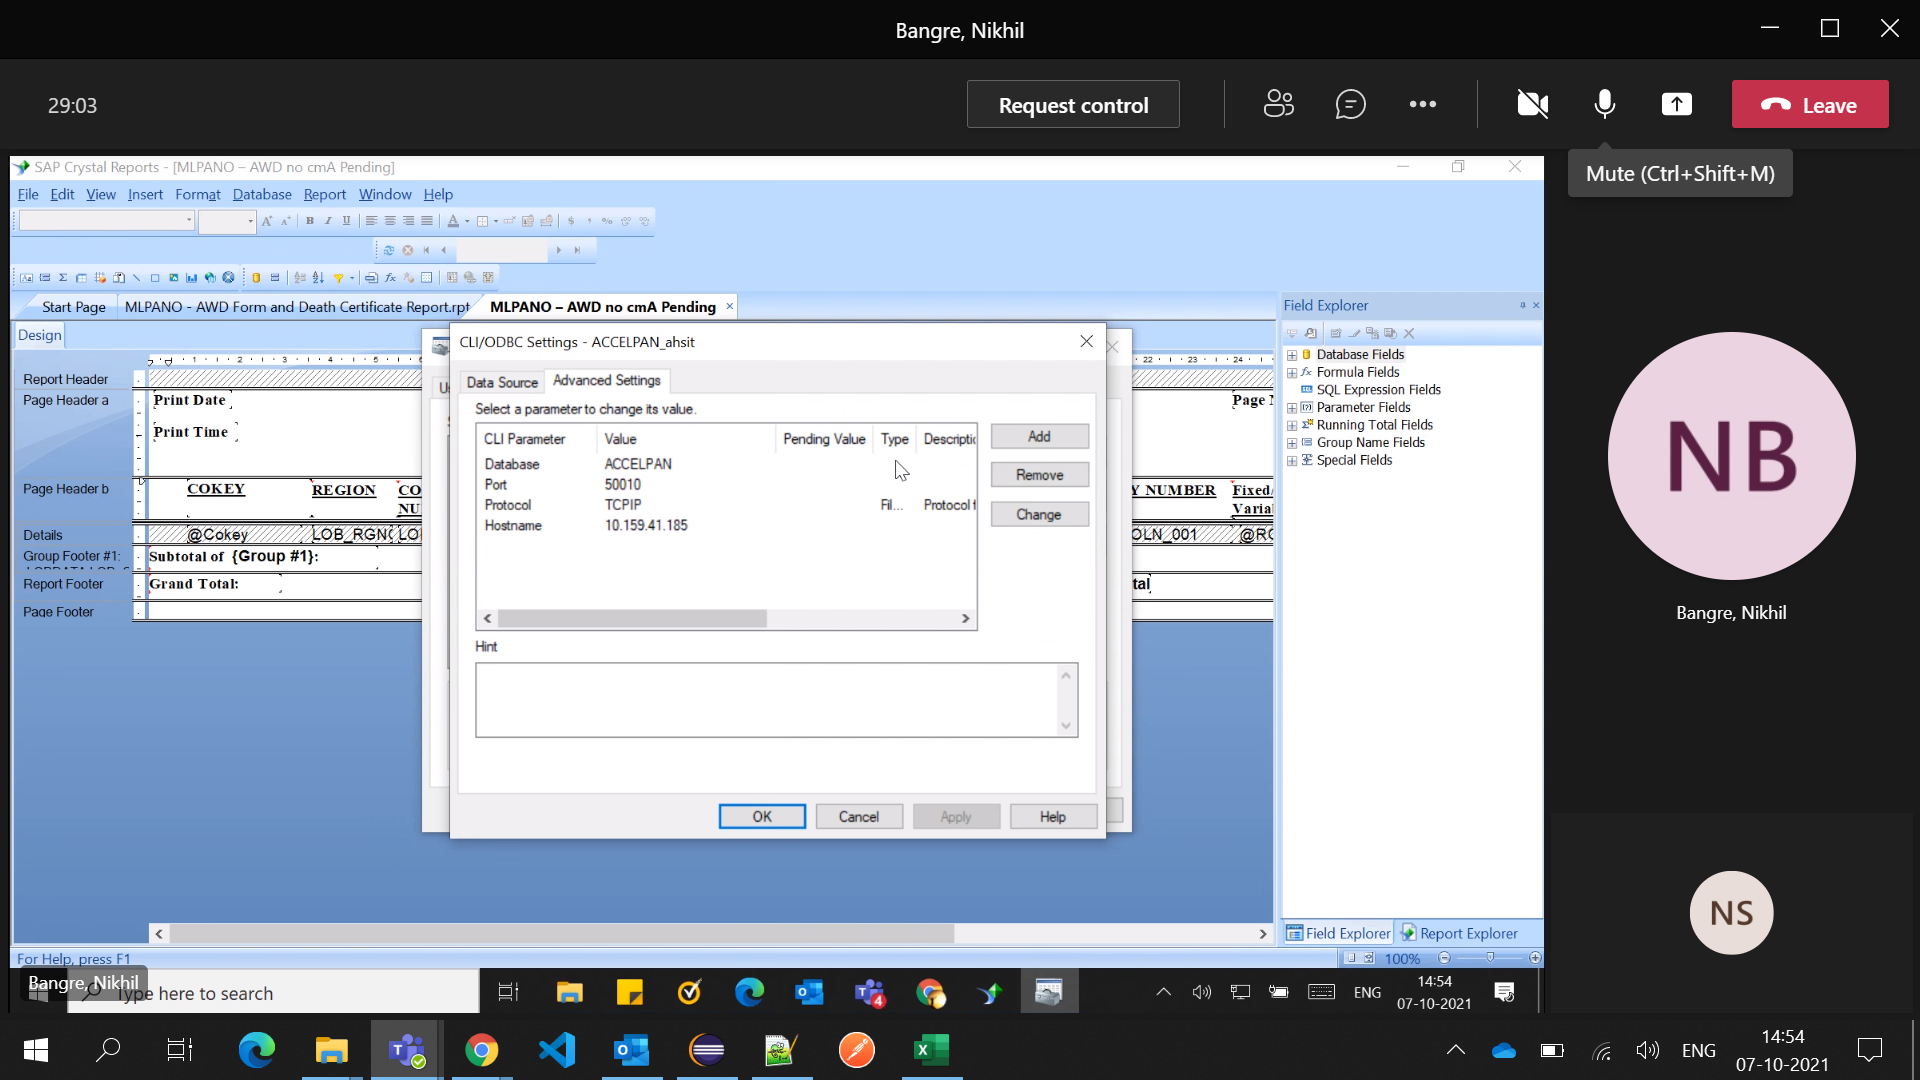 Bangre, Nikhil
29:03
Request control
Leave
Mute (Ctrl+Shift+M)
SAP Crystal Reports - [MLPANO – AWD no cmA Pending]
File Edit View Insert Format Database Report Window Help
Start Page
MLPANO - AWD Form and Death Certificate Report.rpt
MLPANO – AWD no cmA Pending
Field Explorer
Design
Report Header
Page Header a
Print Date
Print Time
Page Header b
COKEY
REGION
CO
NU
Y NUMBER
Fixed/
Varia
Details
@Cokey
LOB_RGN
LO
OLN_001
Group Footer #1:
Subtotal of {Group #1}:
Report Footer
Grand Total:
tal
Page Footer
CLI/ODBC Settings - ACCELPAN_ahsit
Data Source
Advanced Settings
Select a parameter to change its value.
CLI Parameter Value Pending Value Type Descriptic
Database ACCELPAN
Port 50010
Protocol TCPIP Fil... Protocol f
Hostname 10.159.41.185
Add
Remove
Change
Hint
OK
Cancel
Apply
Help
Database Fields
Formula Fields
SQL Expression Fields
Parameter Fields
Running Total Fields
Group Name Fields
Special Fields
NB
Bangre, Nikhil
NS
Field Explorer
Report Explorer
For Help, press F1
100%
Bangre, Nikhil
Type here to search
4
ENG
14:54
07-10-2021
ENG
14:54
07-10-2021